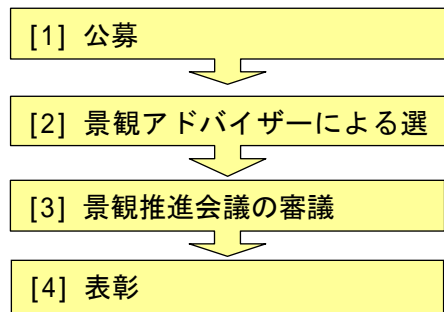 [1] 公募
[2] 景観アドバイザーによる選
[3] 景観推進会議の審議
[4] 表彰